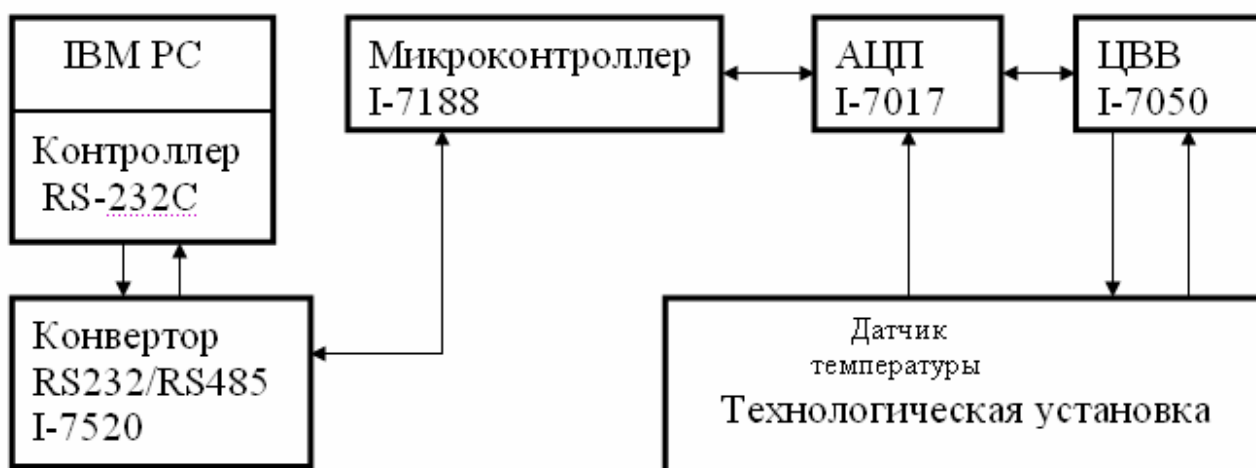 IBM PC
Контроллер
RS-232C
Конвертор
RS232/RS485
I-7520
Микроконтроллер
I-7188
АЦП
I-7017
ЦВВ
I-7050
Датчик
температуры
Технологическая установка